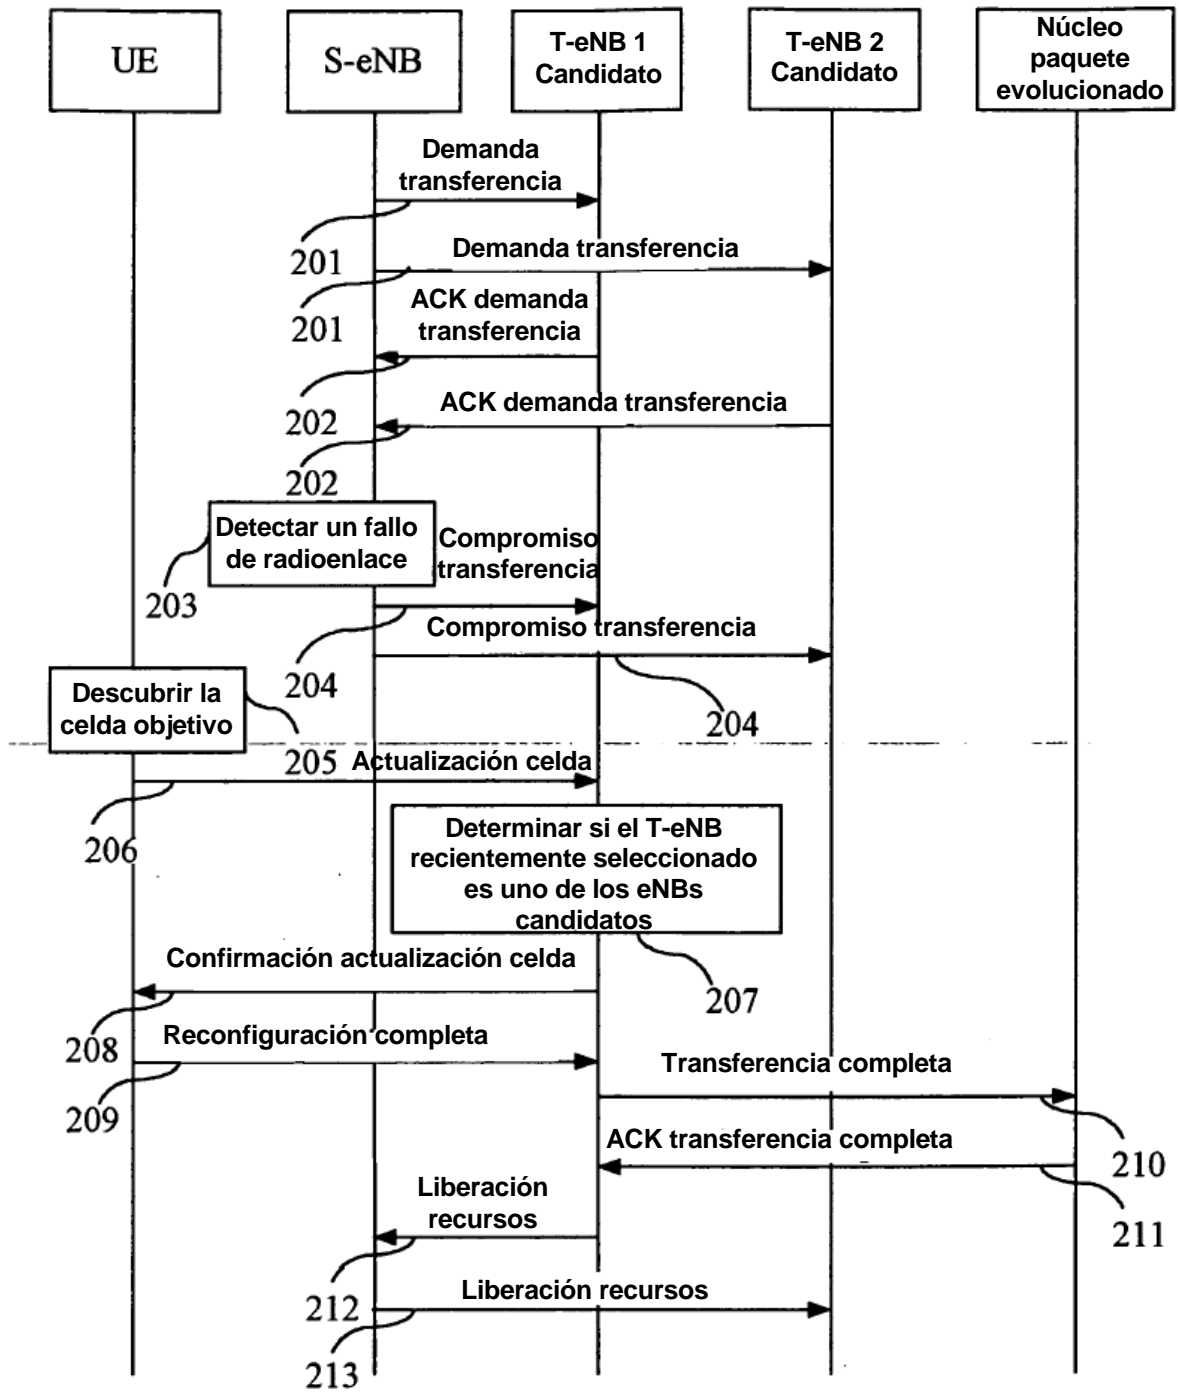 UE
S-eNB
T-eNB 1
Candidato
T-eNB 2
Candidato
Núcleo
paquete
evolucionado
Demanda
transferencia
201
Demanda transferencia
201
ACK demanda
transferencia
202
ACK demanda transferencia
202
Detectar un fallo
de radioenlace
203
Compromiso
transferencia
204
Compromiso transferencia
204
Descubrir la
celda objetivo
205
Actualización celda
206
Determinar si el T-eNB
recientemente seleccionado
es uno de los eNBs
candidatos
207
Confirmación actualización celda
208
Reconfiguración completa
209
Transferencia completa
210
ACK transferencia completa
211
Liberación
recursos
212
Liberación recursos
213